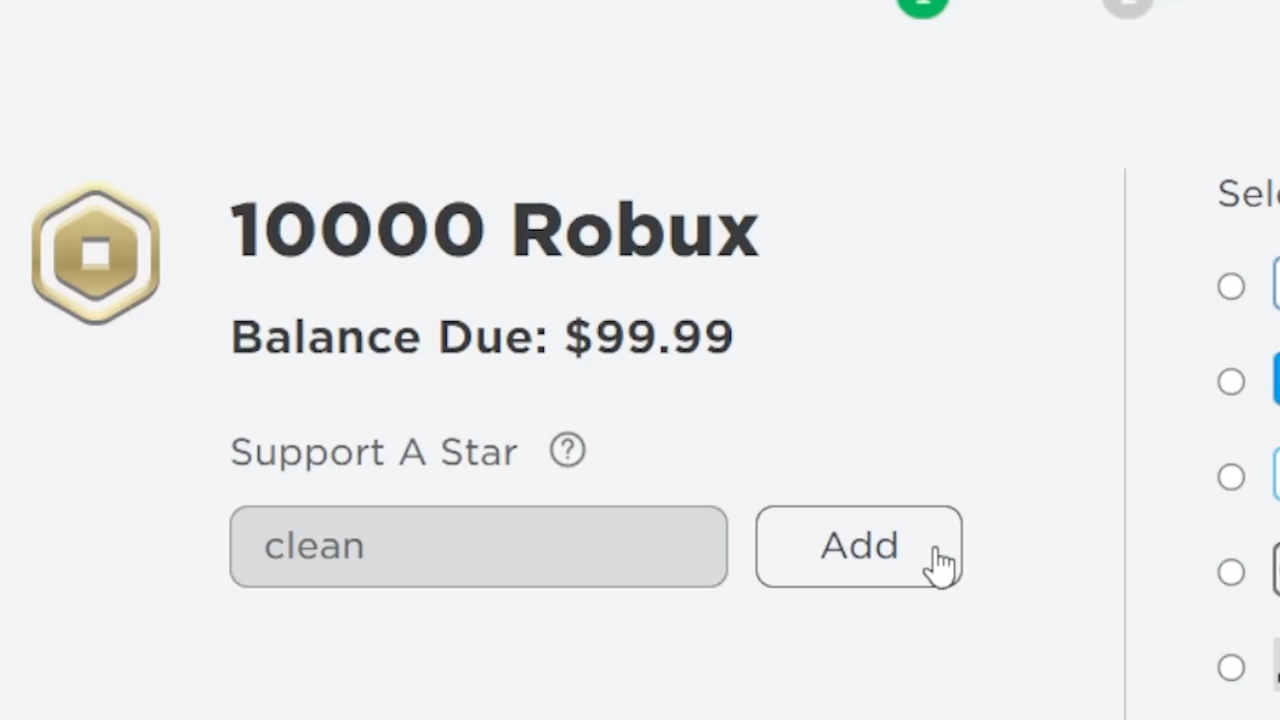 10000 Robux
Balance Due: $99.99
Support A Star ?
clean
Add